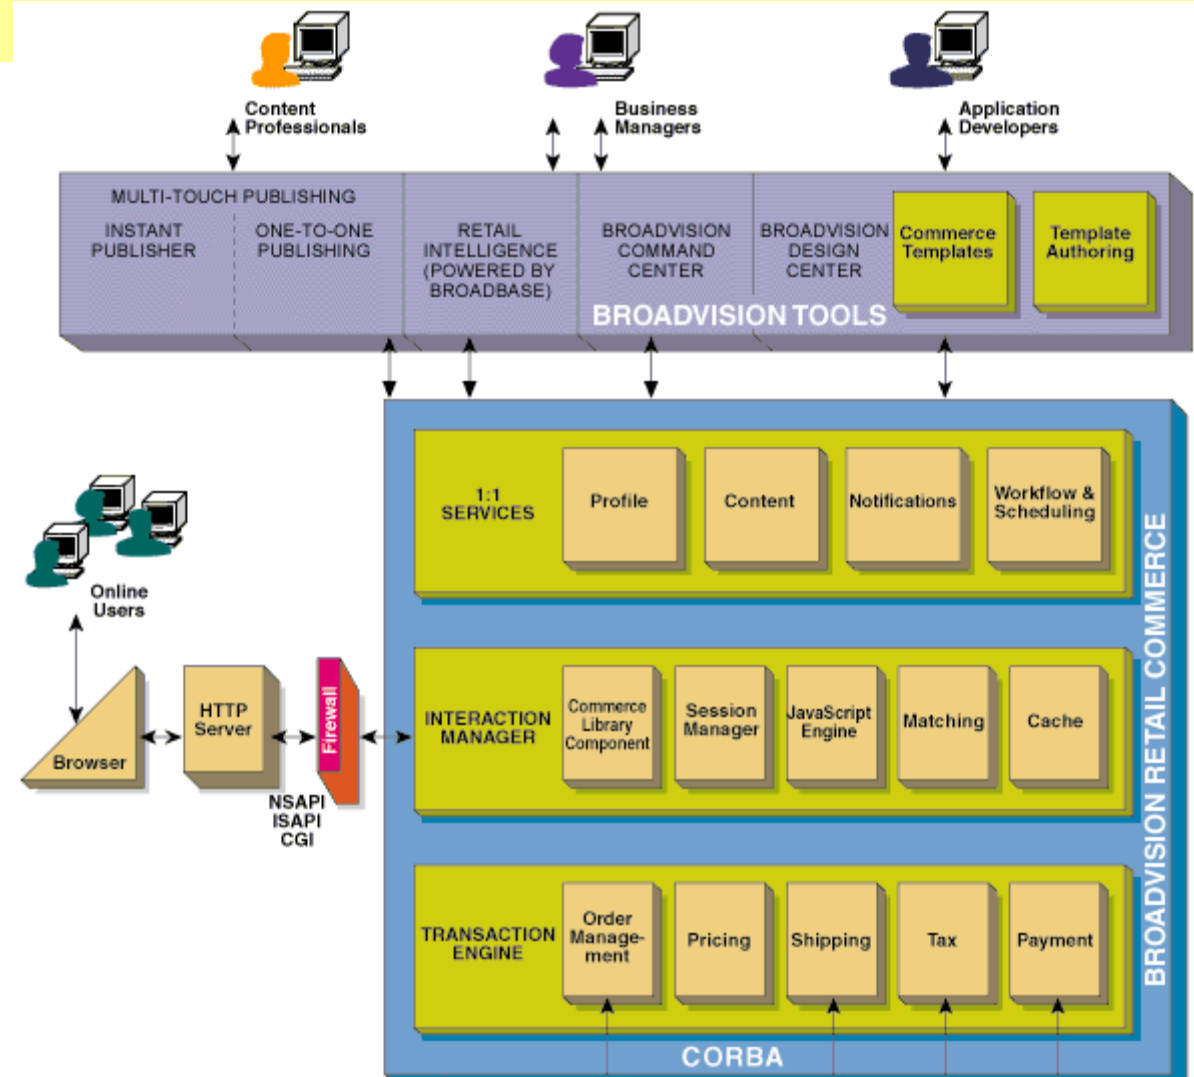 Content
Professionals
Business
Managers
Application
Developers
MULTI-TOUCH PUBLISHING
INSTANT
PUBLISHER
ONE-TO-ONE
PUBLISHING
RETAIL
INTELLIGENCE
(POWERED BY
BROADBASE)
BROADVISION
COMMAND
CENTER
BROADVISION
DESIGN
CENTER
Commerce
Templates
Template
Authoring
BROADVISION TOOLS
1:1
SERVICES
Profile
Content
Notifications
Workflow &
Scheduling
Online
Users
Browser
HTTP
Server
Firewall
NSAPI
ISAPI
CGI
INTERACTION
MANAGER
Commerce
Library
Component
Session
Manager
JavaScript
Engine
Matching
Cache
TRANSACTION
ENGINE
Order
Manage-
ment
Pricing
Shipping
Tax
Payment
BROADVISION RETAIL COMMERCE
CORBA